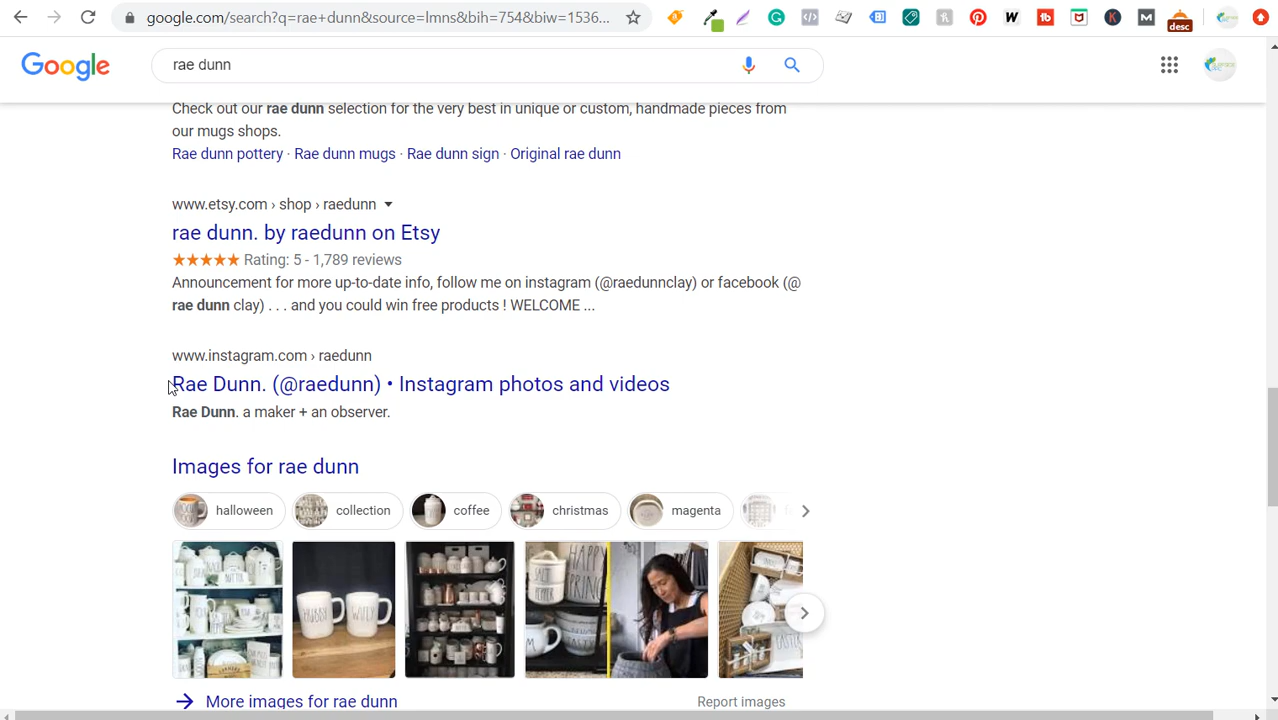 google.com/search?q=rae+dunn&source=lmns&bih=754&biw=1536...
desc
Google
rae dunn
Check out our rae dunn selection for the very best in unique or custom, handmade pieces from
our mugs shops.
Rae dunn pottery · Rae dunn mugs · Rae dunn sign · Original rae dunn
www.etsy.com › shop › raedunn
rae dunn. by raedunn on Etsy
Rating: 5 - 1,789 reviews
Announcement for more up-to-date info, follow me on instagram (@raedunnclay) or facebook (@
rae dunn clay) . . . and you could win free products ! WELCOME ...
www.instagram.com › raedunn
Rae Dunn. (@raedunn) • Instagram photos and videos
Rae Dunn. a maker + an observer.
Images for rae dunn
halloween collection coffee christmas magenta
HUBBY WIFEY
More images for rae dunn
Report images